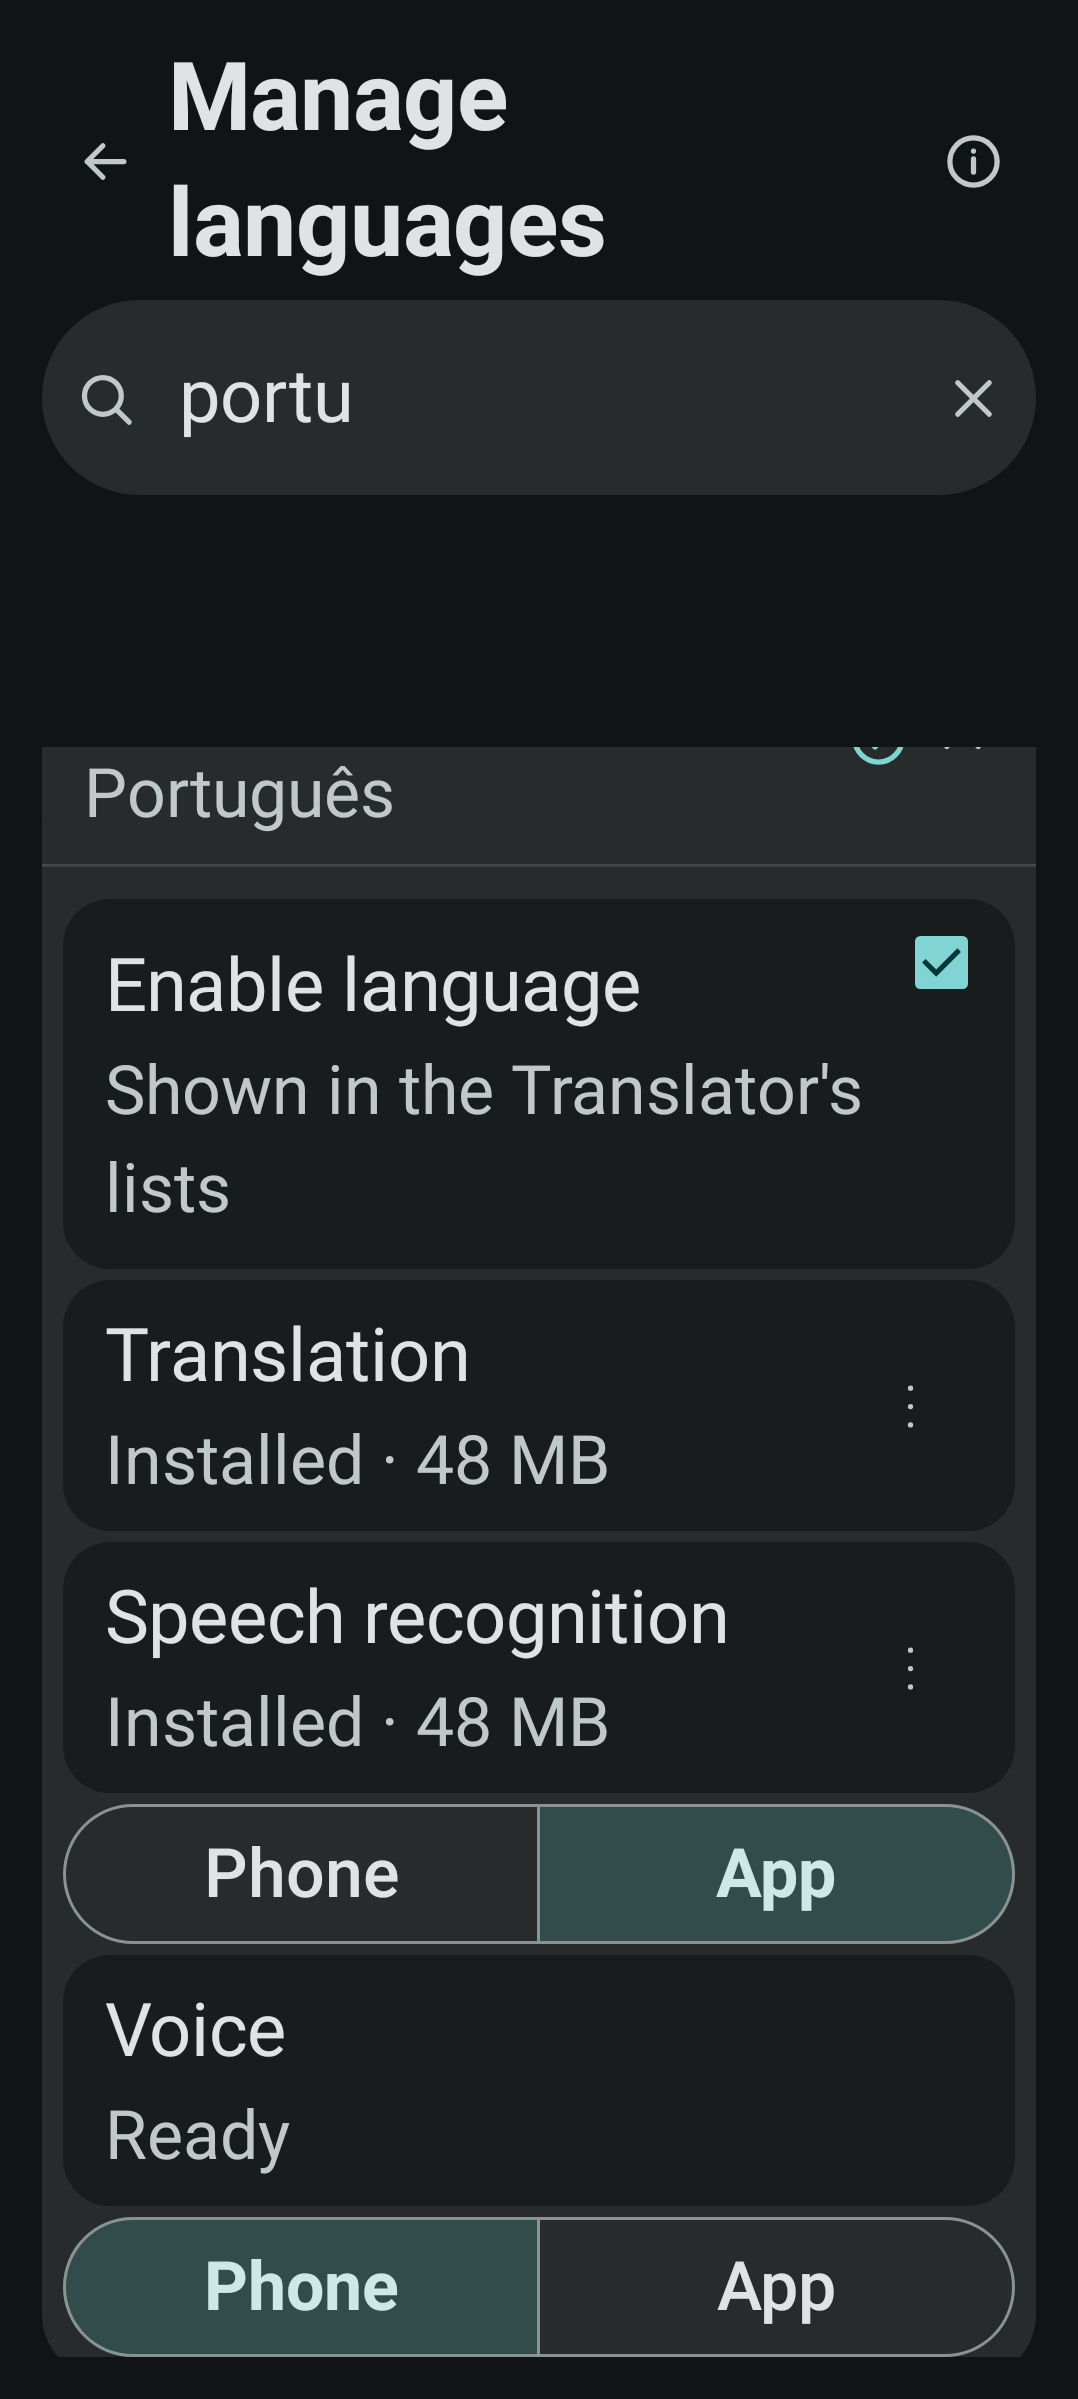 Manage
languages
portu
Português
Enable language
Shown in the Translator's
lists
Translation
Installed · 48 MB
Speech recognition
Installed · 48 MB
Phone
App
Voice
Ready
Phone
App